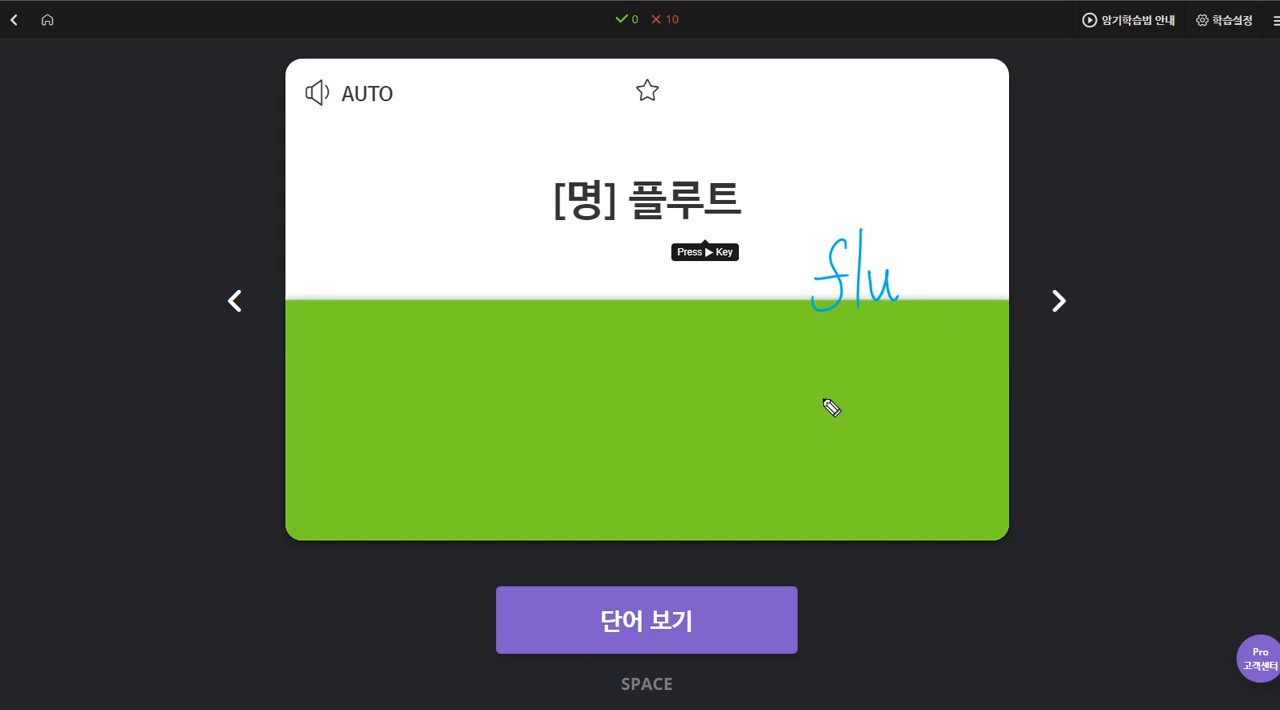 0 10
암기학습법 안내
학습설정
AUTO
[명] 플루트
Press ▶ Key
flu
단어 보기
SPACE
Pro
고객센터